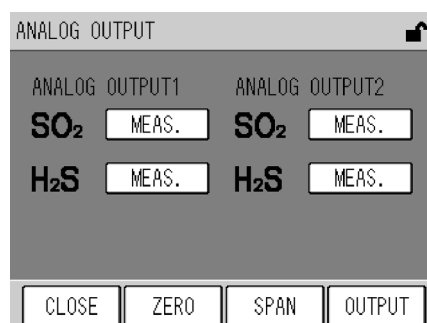 ANALOG OUTPUT
ANALOG OUTPUT1 ANALOG OUTPUT2
SO₂ MEAS. SO₂ MEAS.
H₂S MEAS. H₂S MEAS.
CLOSE ZERO SPAN OUTPUT